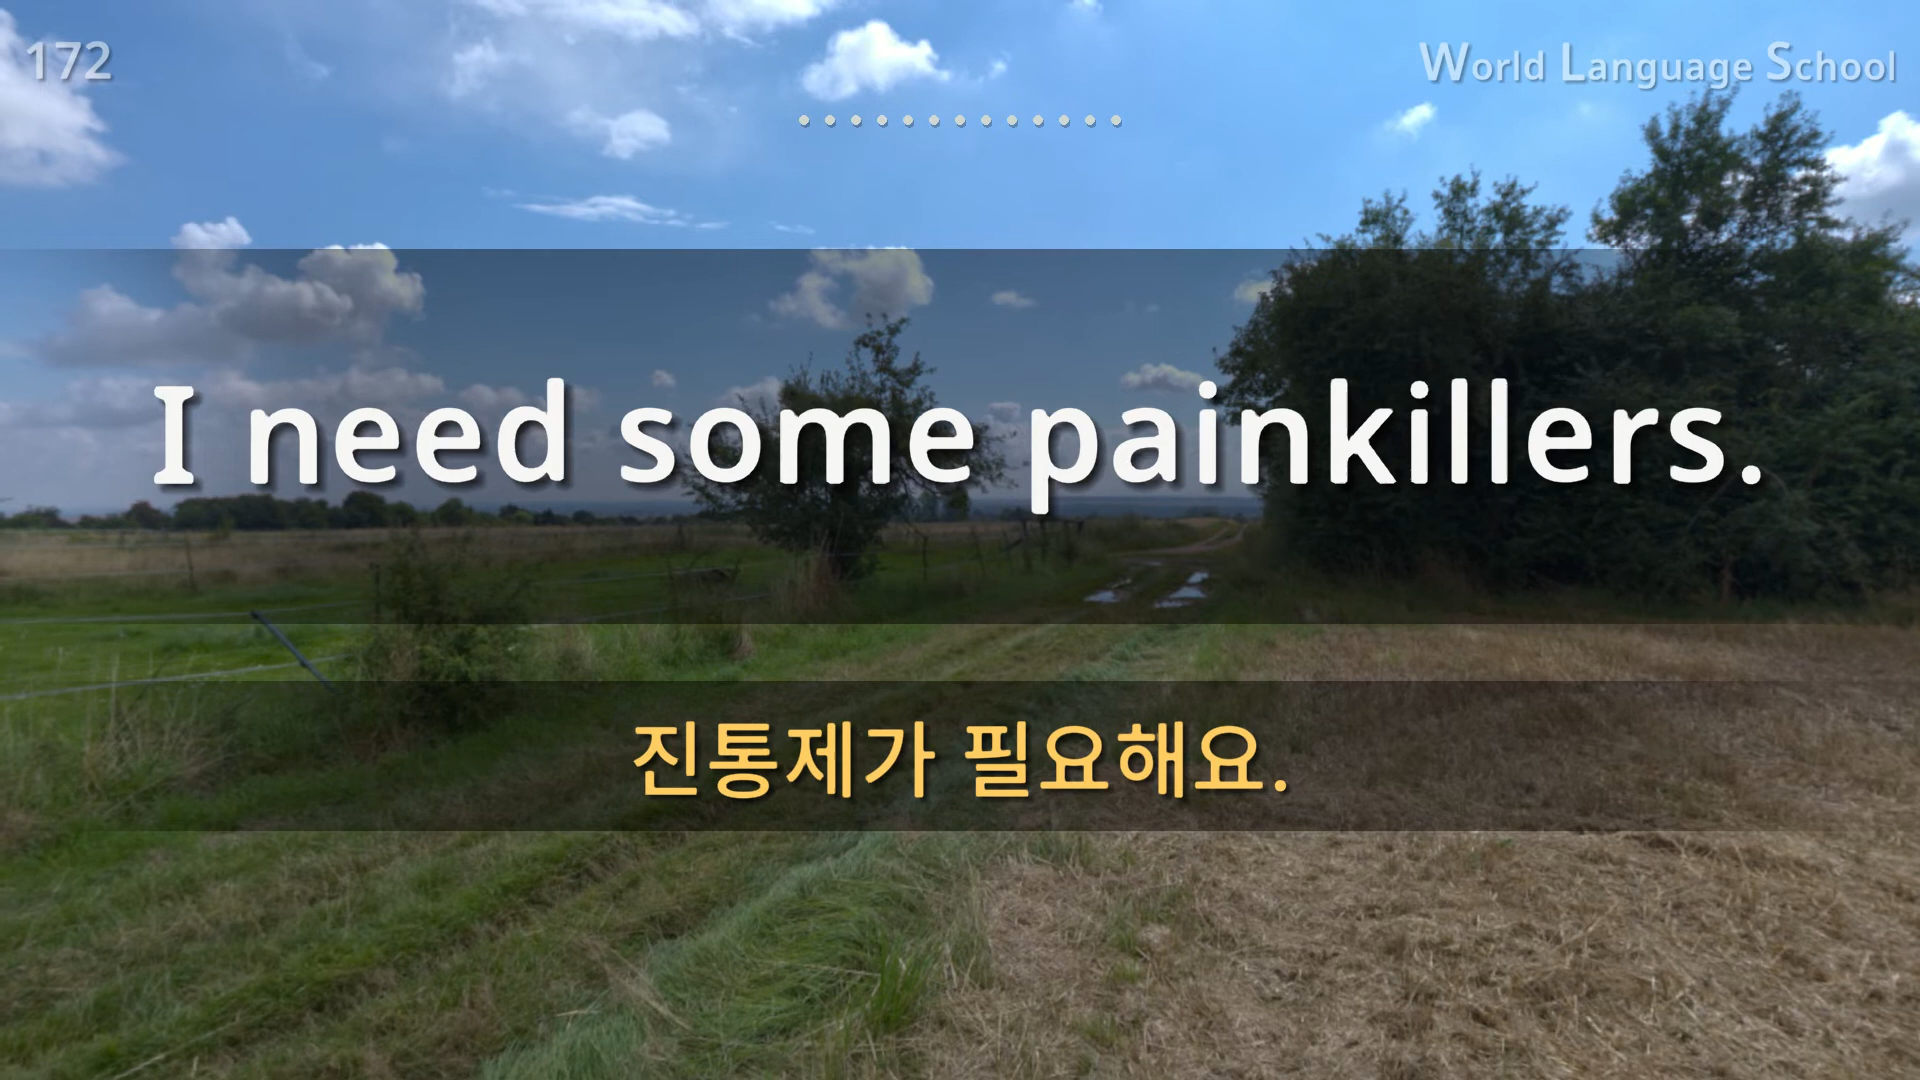 172
World Language School
I need some painkillers.
진통제가 필요해요.